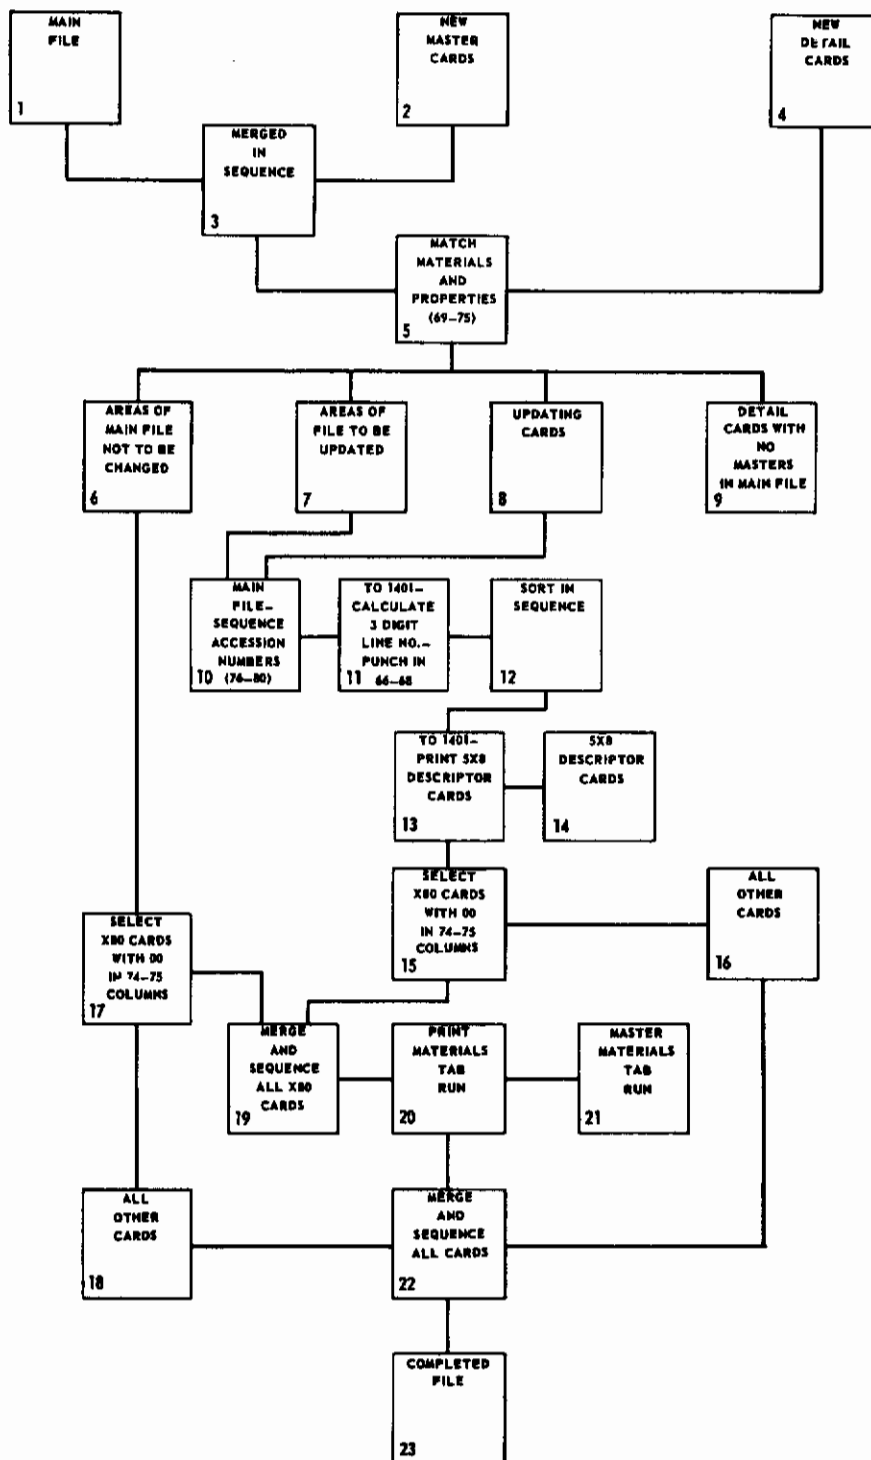 MAIN
FILE
1
NEW
MASTER
CARDS
2
NEW
DETAIL
CARDS
4
MERGED
IN
SEQUENCE
3
MATCH
MATERIALS
AND
PROPERTIES
(69-75)
5
AREAS OF
MAIN FILE
NOT TO BE
CHANGED
6
AREAS OF
FILE TO BE
UPDATED
7
UPDATING
CARDS
8
DETAIL
CARDS WITH
NO
MASTERS
IN MAIN FILE
9
MAIN
FILE-
SEQUENCE
ACCESSION
NUMBERS
10 (76-80)
TO 1401-
CALCULATE
3 DIGIT
LINE NO.-
PUNCH IN
11 66-68
SORT IN
SEQUENCE
12
TO 1401-
PRINT 5X8
DESCRIPTOR
CARDS
13
5X8
DESCRIPTOR
CARDS
14
SELECT
X80 CARDS
WITH 00
IN 74-75
COLUMNS
15
ALL
OTHER
CARDS
16
SELECT
X80 CARDS
WITH 00
IN 74-75
COLUMNS
17
MERGE
AND
SEQUENCE
ALL X80
CARDS
19
PRINT
MATERIALS
TAB
RUN
20
MASTER
MATERIALS
TAB
RUN
21
ALL
OTHER
CARDS
18
MERGE
AND
SEQUENCE
ALL CARDS
22
COMPLETED
FILE
23